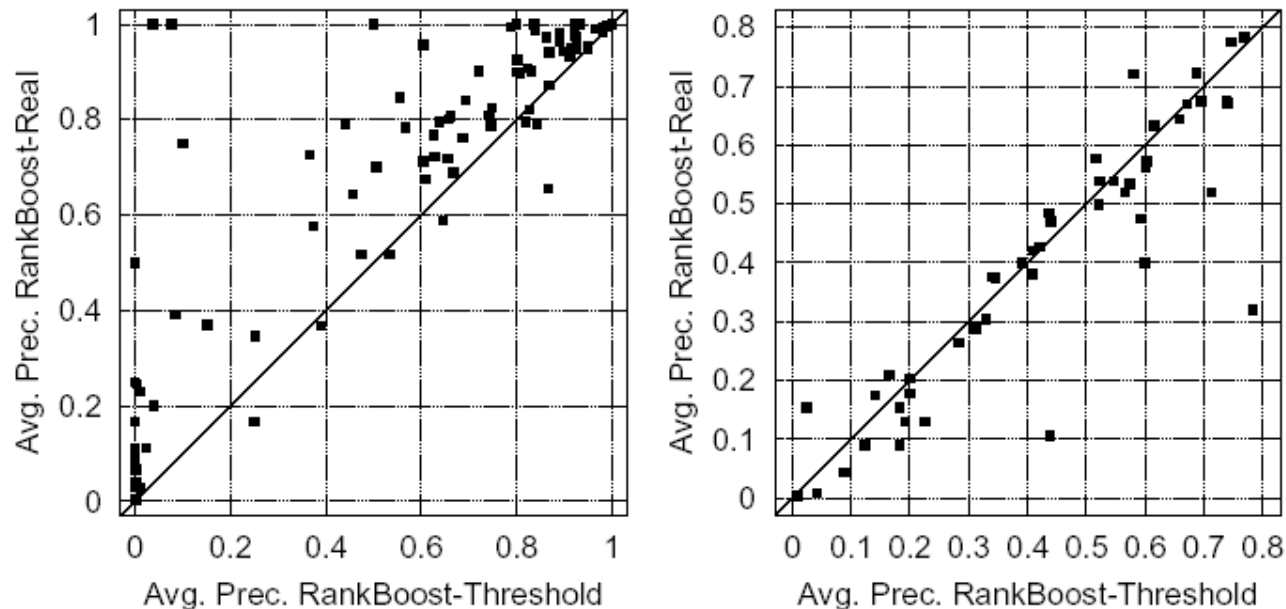 Avg. Prec. RankBoost-Real
1
0.8
0.6
0.4
0.2
0
0 0.2 0.4 0.6 0.8 1
Avg. Prec. RankBoost-Threshold
Avg. Prec. RankBoost-Real
0.8
0.7
0.6
0.5
0.4
0.3
0.2
0.1
0
0 0.1 0.2 0.3 0.4 0.5 0.6 0.7 0.8
Avg. Prec. RankBoost-Threshold